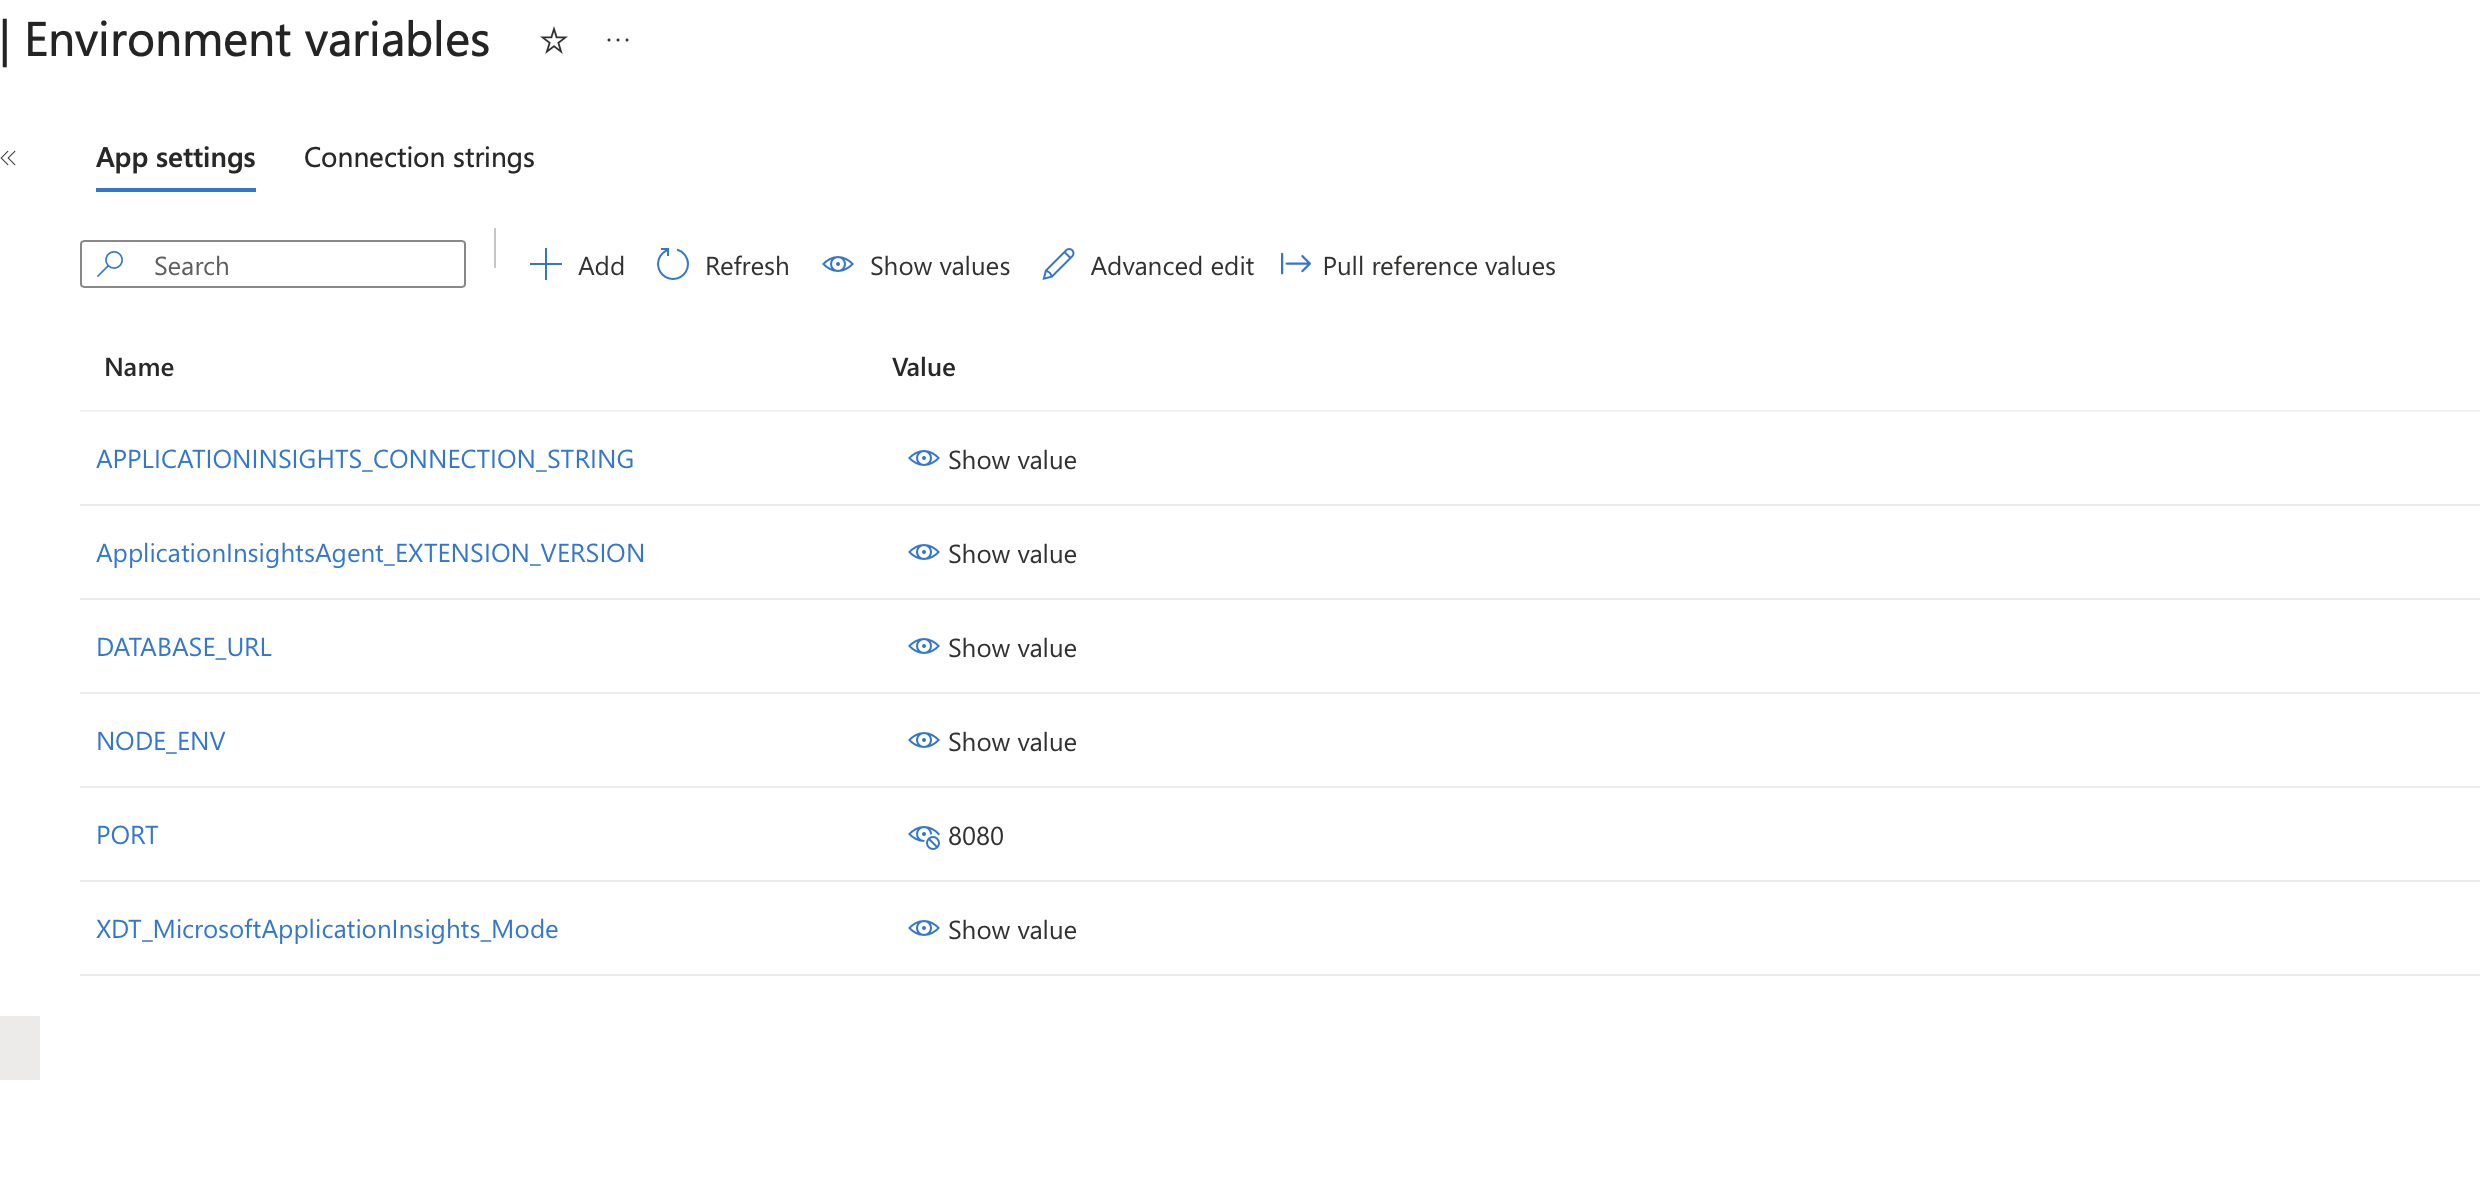 | Environment variables
App settings Connection strings
Search Add Refresh Show values Advanced edit Pull reference values
Name Value
APPLICATIONINSIGHTS_CONNECTION_STRING Show value
ApplicationInsightsAgent_EXTENSION_VERSION Show value
DATABASE_URL Show value
NODE_ENV Show value
PORT 8080
XDT_MicrosoftApplicationInsights_Mode Show value